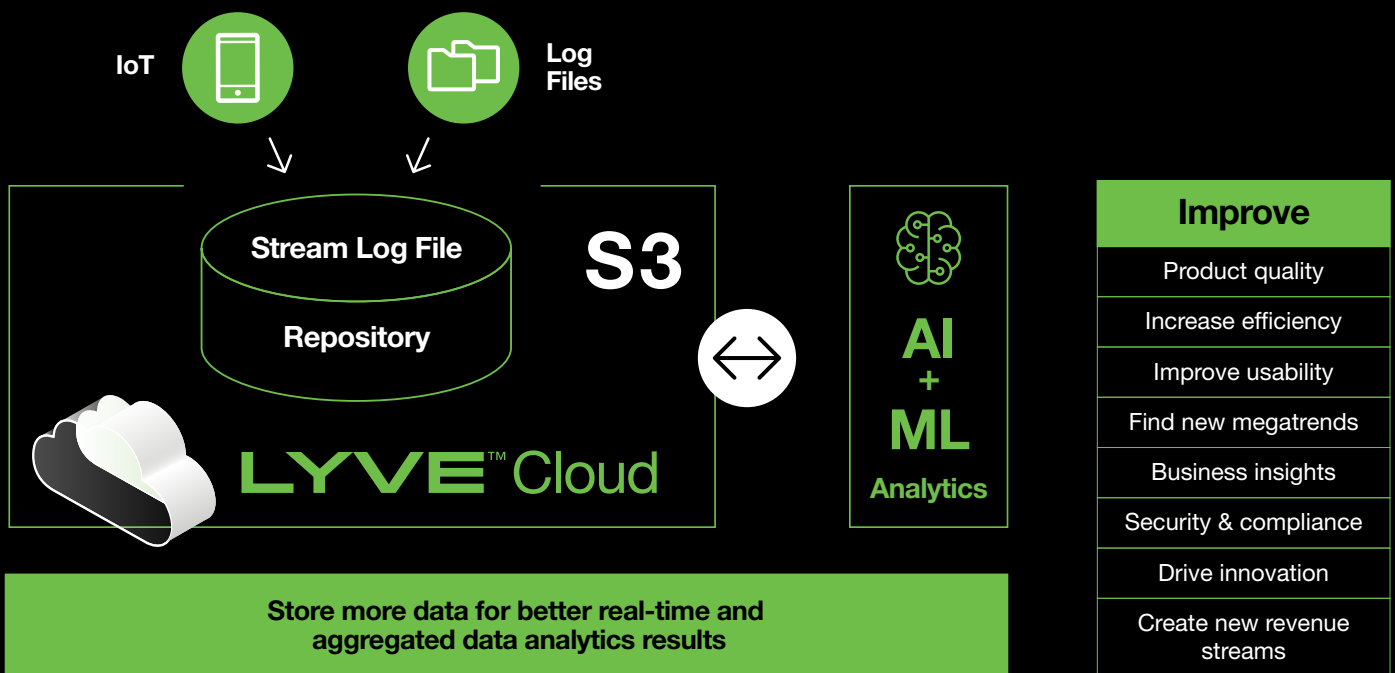 IoT
Log
Files
Stream Log File
Repository
S3
LYVE™ Cloud
AI
+
ML
Analytics
Store more data for better real-time and
aggregated data analytics results
Improve
Product quality
Increase efficiency
Improve usability
Find new megatrends
Business insights
Security & compliance
Drive innovation
Create new revenue
streams